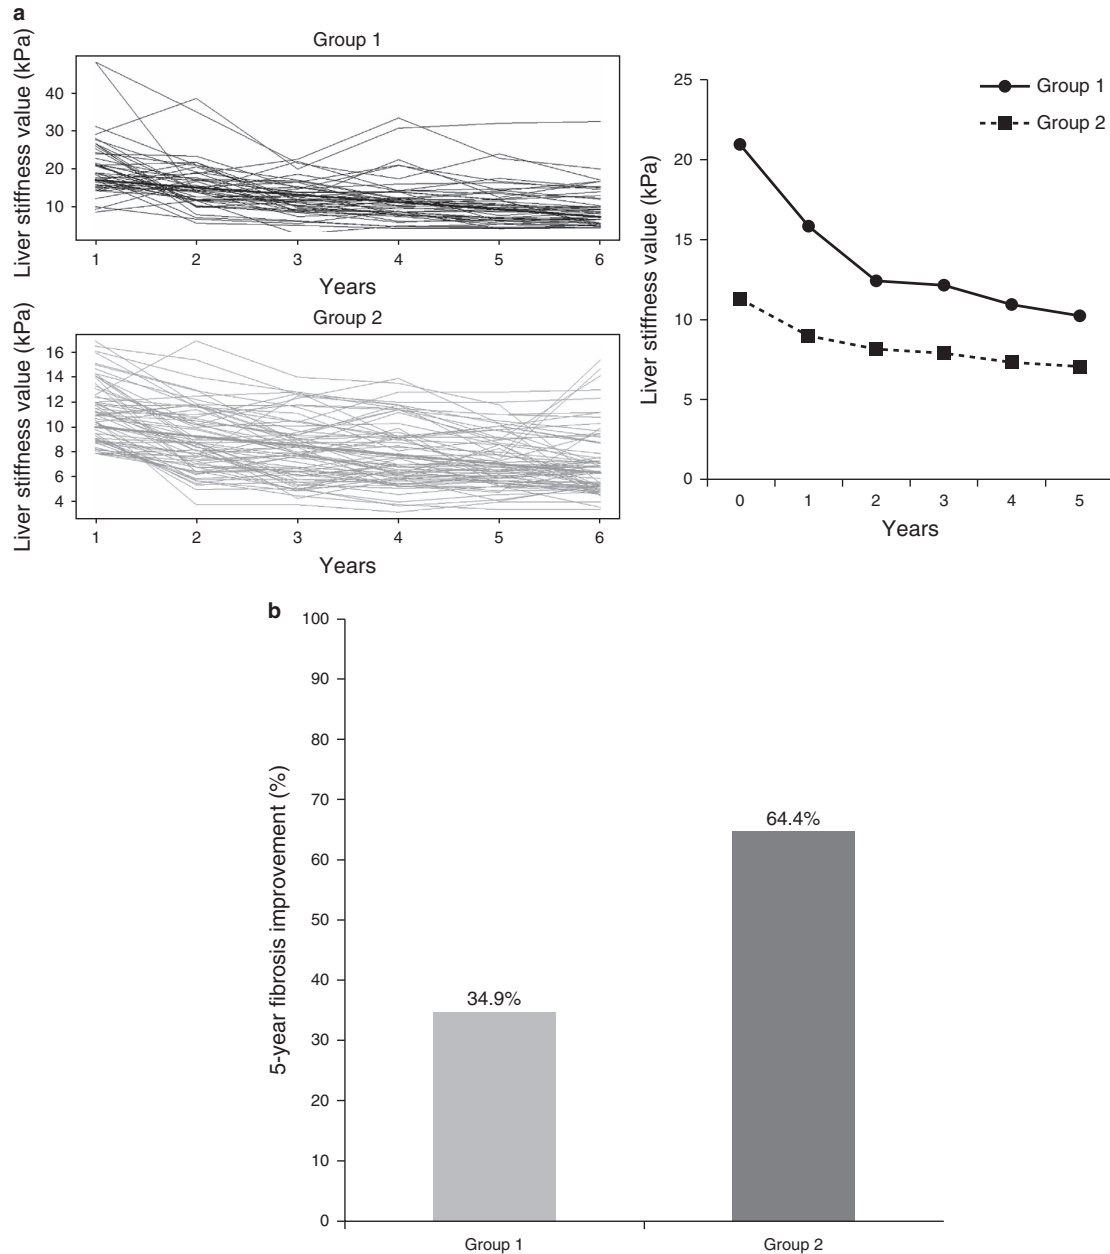 a
Group 1
Liver stiffness value (kPa)
40
30
20
10
1 2 3 4 5 6
Years
Group 2
Liver stiffness value (kPa)
16
14
12
10
8
6
4
1 2 3 4 5 6
Years
Liver stiffness value (kPa)
25
20
15
10
5
0
0 1 2 3 4 5
Years
Group 1
Group 2
b
5-year fibrosis improvement (%)
100
90
80
70
60
50
40
30
20
10
0
34.9%
64.4%
Group 1 Group 2